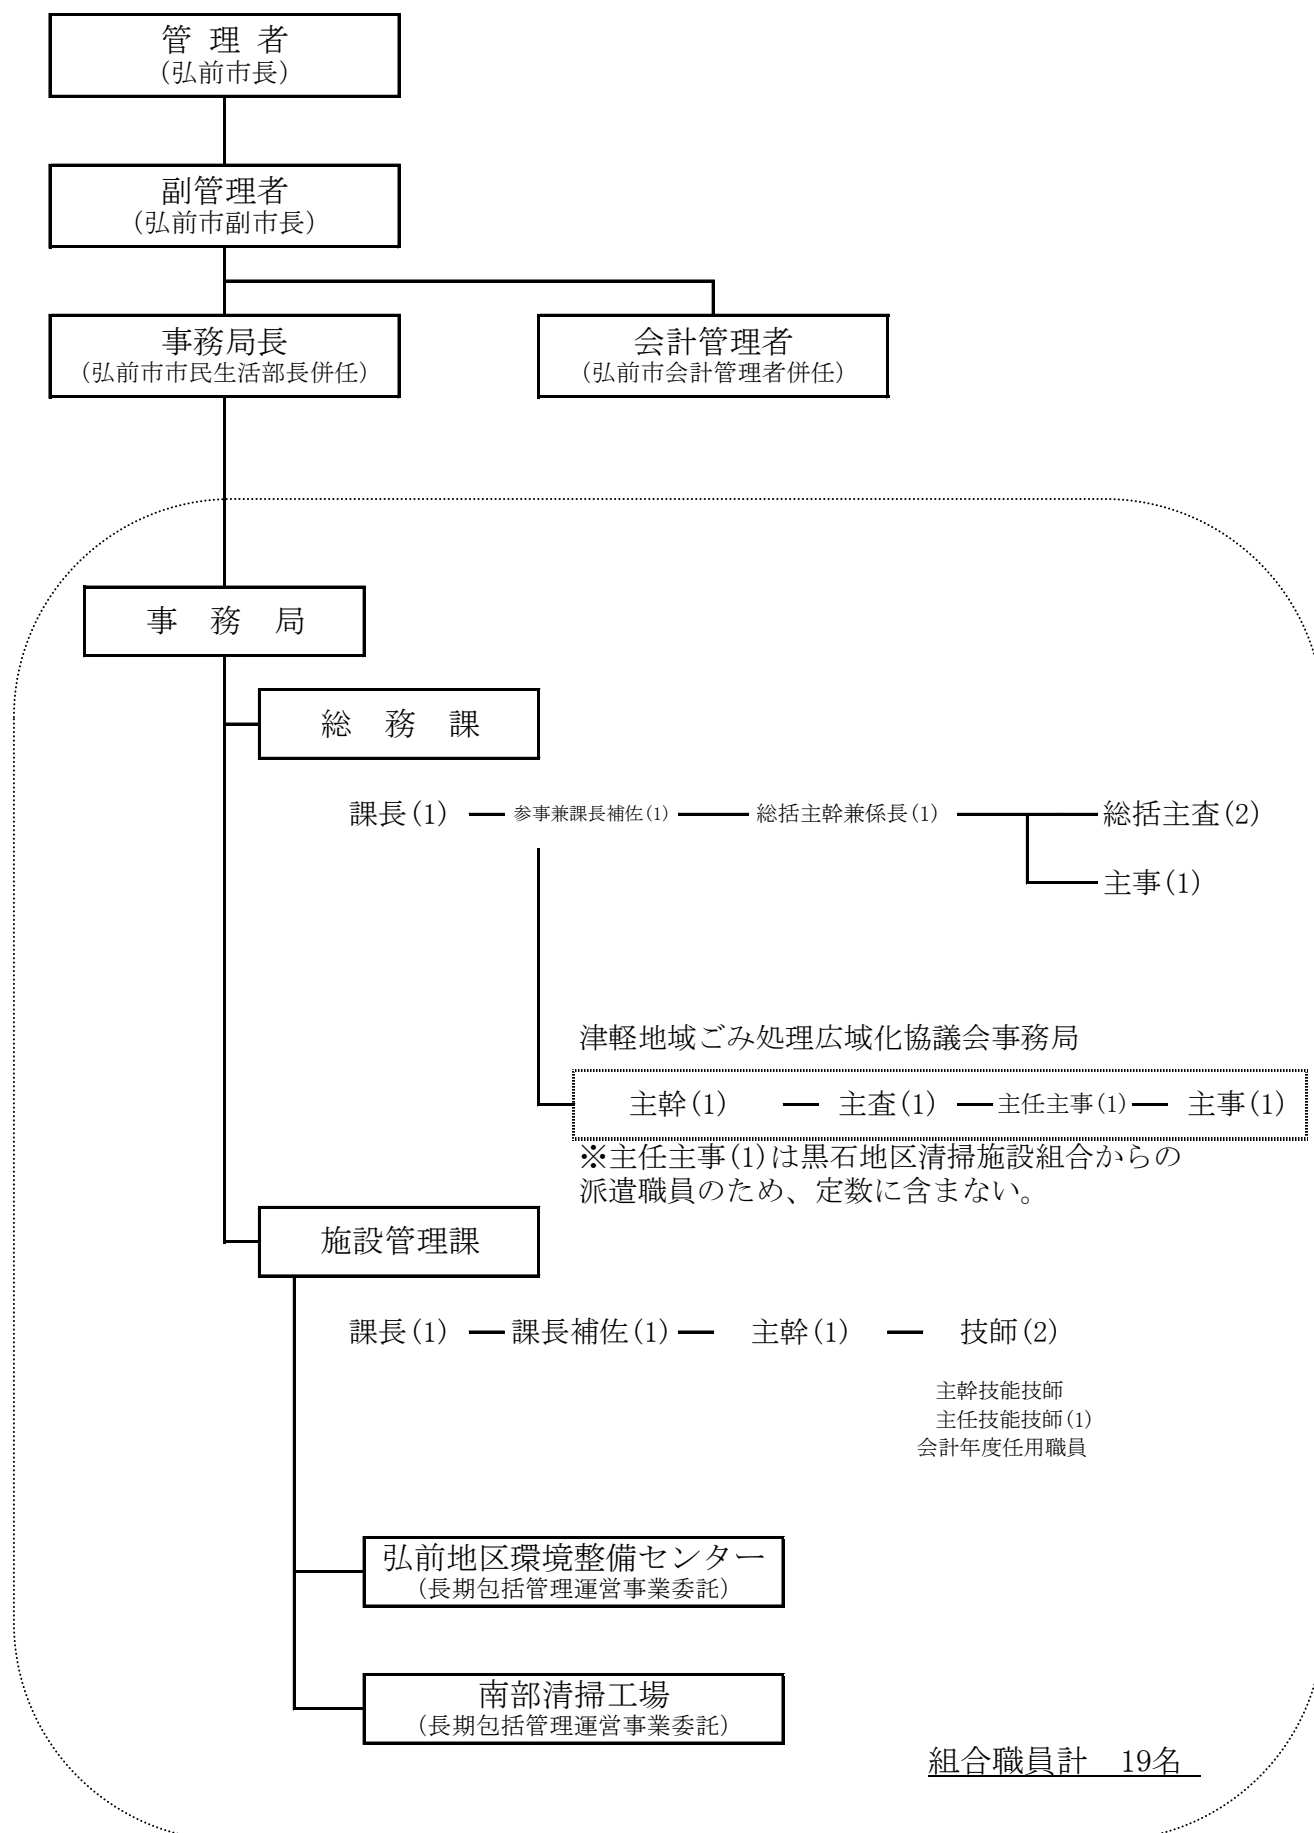 管 理 者
(弘前市長)
副管理者
(弘前市副市長)
事務局長
(弘前市市民生活部長併任)
会計管理者
(弘前市会計管理者併任)
事 務 局
総 務 課
課長(1) 参事兼課長補佐(1) 総括主幹兼係長(1) 総括主査(2)
主事(1)
津軽地域ごみ処理広域化協議会事務局
主幹(1) 主査(1) 主任主事(1) 主事(1)
※主任主事(1)は黒石地区清掃施設組合からの
派遣職員のため、定数に含まない。
施設管理課
課長(1) 課長補佐(1) 主幹(1) 技師(2)
主幹技能技師
主任技能技師(1)
会計年度任用職員
弘前地区環境整備センター
(長期包括管理運営事業委託)
南部清掃工場
(長期包括管理運営事業委託)
組合職員計 19名